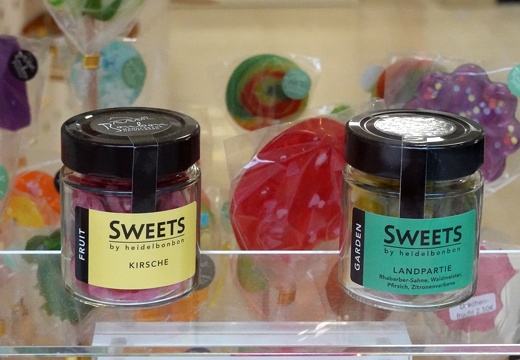 FRUIT
SWEETS
by heidelbonbon
KIRSCHE
GARDEN
SWEETS
by heidelbonbon
LANDPARTIE
Rhabarber-Sahne, Waldmeister,
Pfirsich, Zitronenverbene